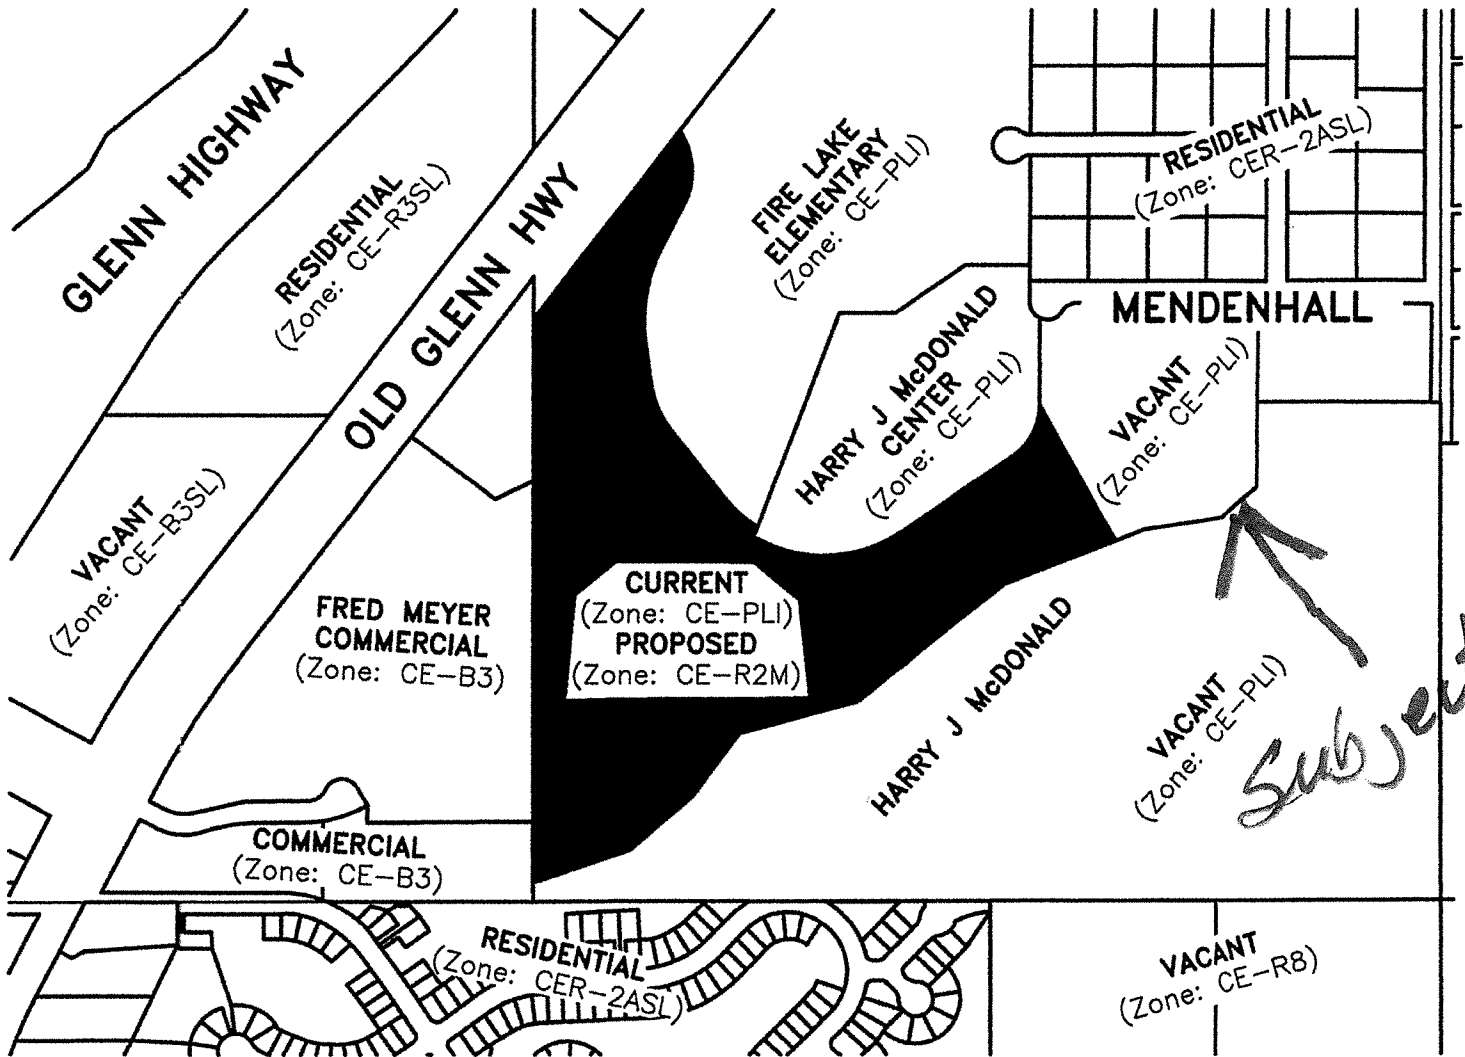 GLENN HIGHWAY
RESIDENTIAL
(Zone: CE-R3SL)
OLD GLENN HWY
FIRE LAKE
ELEMENTARY
(Zone: CE-PLI)
RESIDENTIAL
(Zone: CER-2ASL)
MENDENHALL
HARRY J McDONALD
CENTER
(Zone: CE-PLI)
VACANT
(Zone: CE-PLI)
VACANT
(Zone: CE-B3SL)
FRED MEYER
COMMERCIAL
(Zone: CE-B3)
CURRENT
(Zone: CE-PLI)
PROPOSED
(Zone: CE-R2M)
HARRY J McDONALD
VACANT
(Zone: CE-PLI)
Subject
COMMERCIAL
(Zone: CE-B3)
RESIDENTIAL
(Zone: CER-2ASL)
VACANT
(Zone: CE-R8)